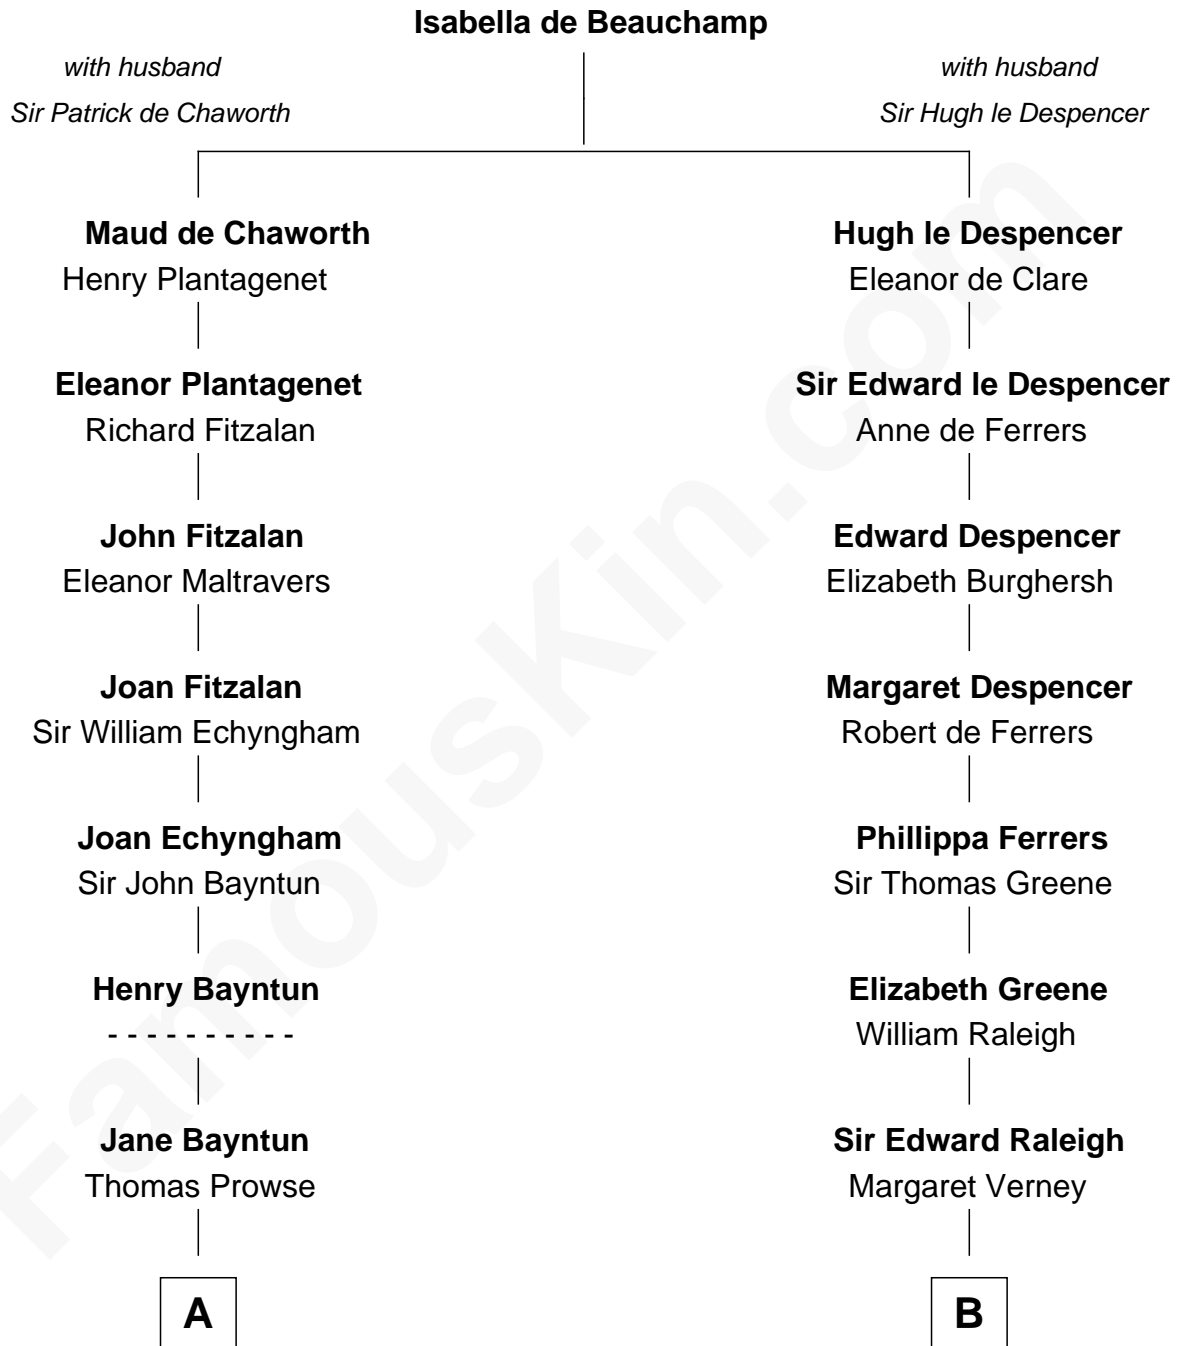 Isabella de Beauchamp
with husband
Sir Patrick de Chaworth
with husband
Sir Hugh le Despencer
Maud de Chaworth
Henry Plantagenet
Eleanor Plantagenet
Richard Fitzalan
John Fitzalan
Eleanor Maltravers
Joan Fitzalan
Sir William Echyngham
Joan Echyngham
Sir John Bayntun
Henry Bayntun
- - - - - - - - - -
Jane Bayntun
Thomas Prowse
A
Hugh le Despencer
Eleanor de Clare
Sir Edward le Despencer
Anne de Ferrers
Edward Despencer
Elizabeth Burghersh
Margaret Despencer
Robert de Ferrers
Phillippa Ferrers
Sir Thomas Greene
Elizabeth Greene
William Raleigh
Sir Edward Raleigh
Margaret Verney
B
FamousKin.com